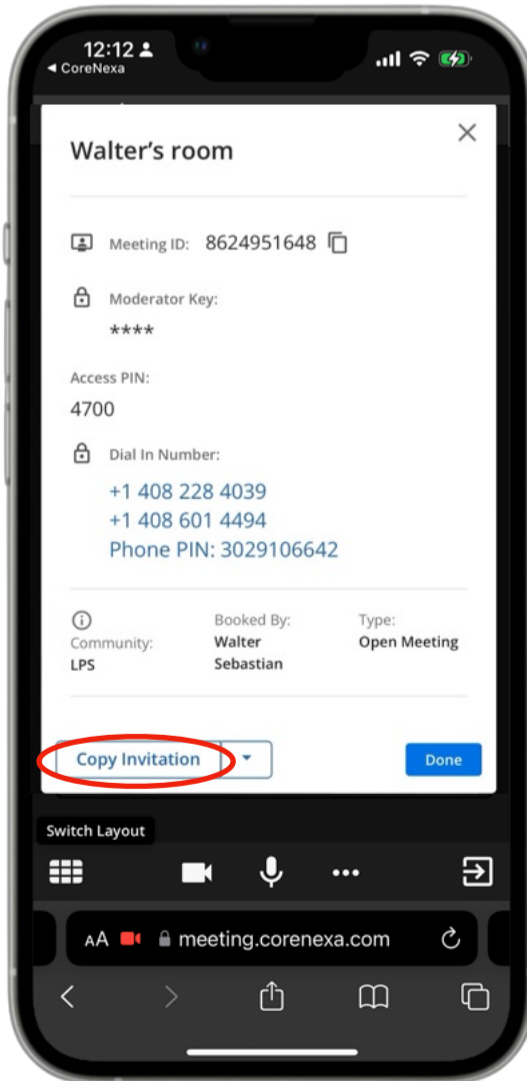 12:12
CoreNexa
Walter's room
Meeting ID: 8624951648
Moderator Key:
****
Access PIN:
4700
Dial In Number:
+1 408 228 4039
+1 408 601 4494
Phone PIN: 3029106642
Community:
LPS
Booked By:
Walter
Sebastian
Type:
Open Meeting
Copy Invitation
Done
Switch Layout
AA meeting.corenexa.com